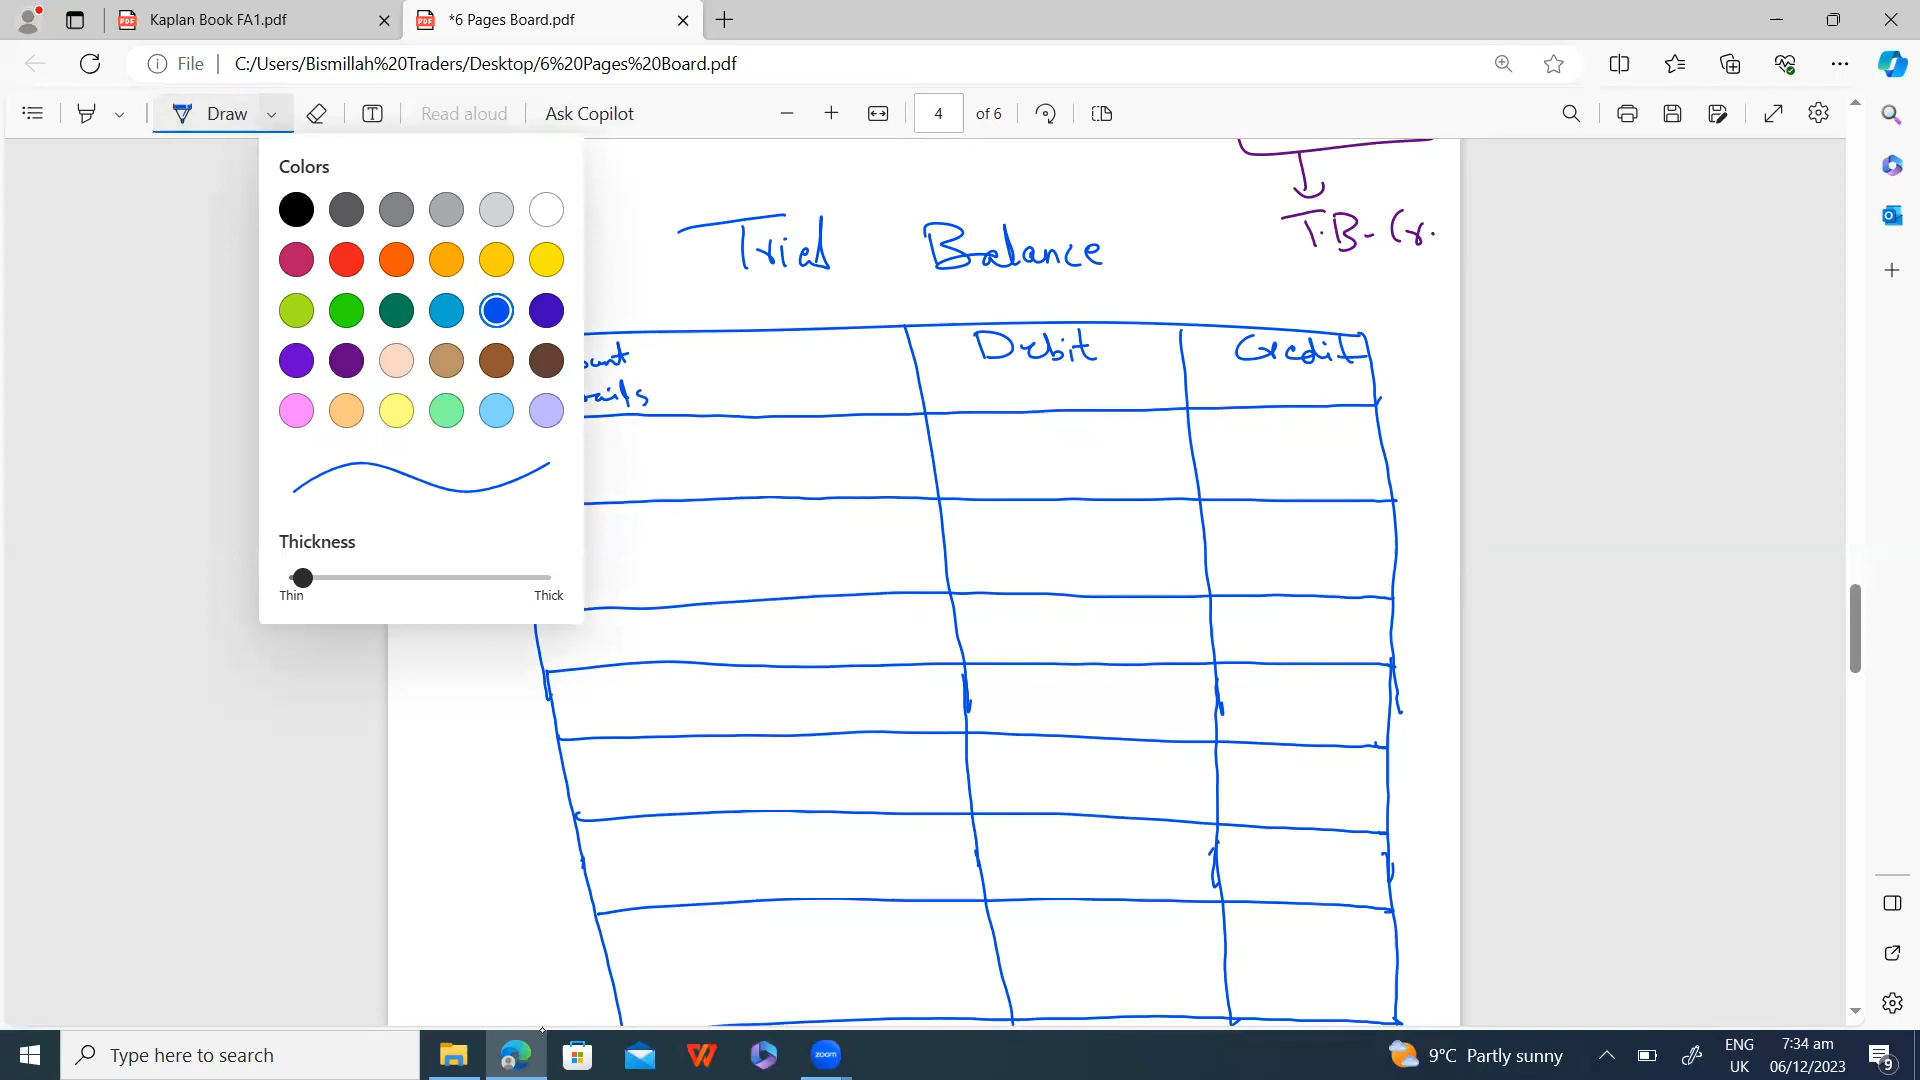 Kaplan Book FA1.pdf
*6 Pages Board.pdf
File
C:/Users/Bismillah%20Traders/Desktop/6%20Pages%20Board.pdf
Draw
Read aloud
Ask Copilot
4 of 6
Colors
Thickness
Thin
Thick
T.B- Cr.
Trial Balance
Debit
Credit
Type here to search
zoom
9°C Partly sunny
ENG
UK
7:34 am
06/12/2023
9